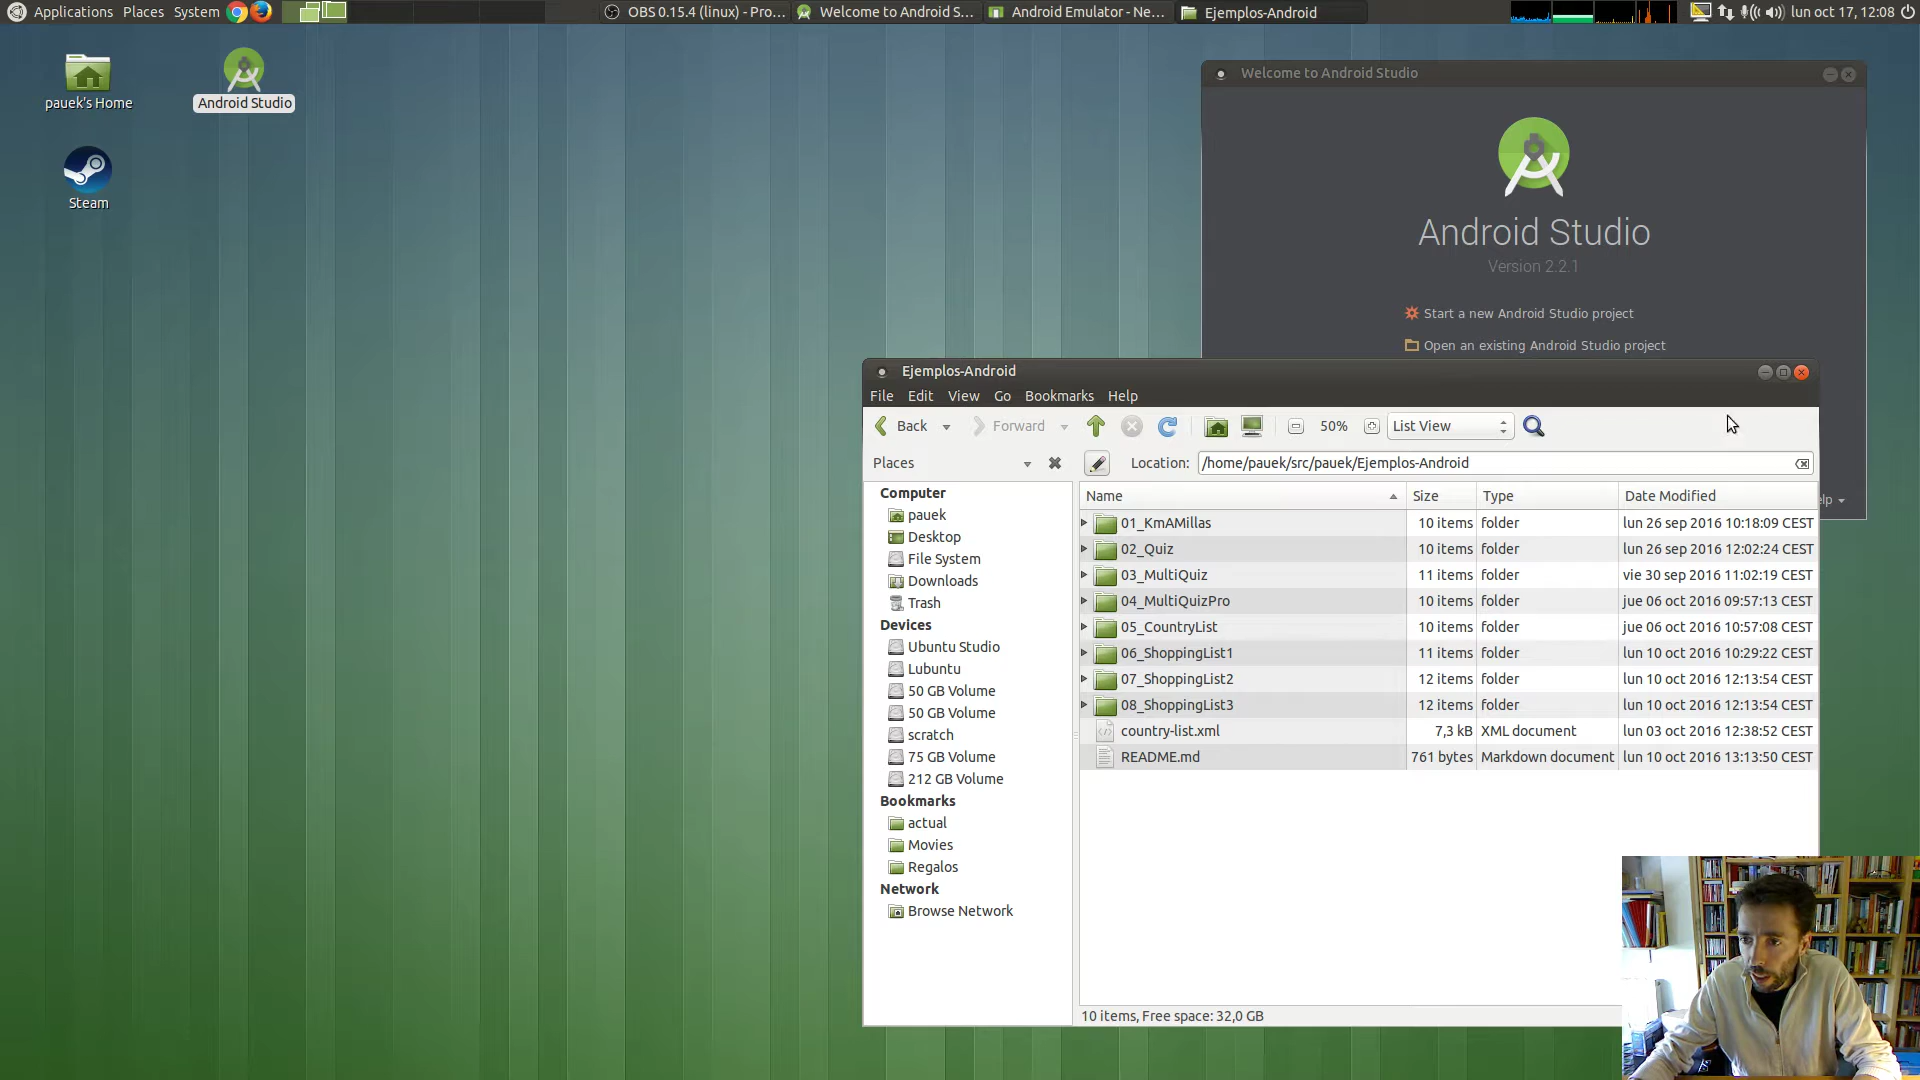 Applications Places System
OBS 0.15.4 (linux) - Pro...
Welcome to Android S...
Android Emulator - Ne...
Ejemplos-Android
lun oct 17, 12:08
pauek's Home
Android Studio
Steam
Welcome to Android Studio
Android Studio
Version 2.2.1
Start a new Android Studio project
Open an existing Android Studio project
elp
Ejemplos-Android
File Edit View Go Bookmarks Help
Back Forward 50% List View
Places Location: /home/pauek/src/pauek/Ejemplos-Android
Computer
pauek
Desktop
File System
Downloads
Trash
Devices
Ubuntu Studio
Lubuntu
50 GB Volume
50 GB Volume
scratch
75 GB Volume
212 GB Volume
Bookmarks
actual
Movies
Regalos
Network
Browse Network
Name Size Type Date Modified
01_KmAMillas 10 items folder lun 26 sep 2016 10:18:09 CEST
02_Quiz 10 items folder lun 26 sep 2016 12:02:24 CEST
03_MultiQuiz 11 items folder vie 30 sep 2016 11:02:19 CEST
04_MultiQuizPro 10 items folder jue 06 oct 2016 09:57:13 CEST
05_CountryList 10 items folder jue 06 oct 2016 10:57:08 CEST
06_ShoppingList1 11 items folder lun 10 oct 2016 10:29:22 CEST
07_ShoppingList2 12 items folder lun 10 oct 2016 12:13:54 CEST
08_ShoppingList3 12 items folder lun 10 oct 2016 12:13:54 CEST
country-list.xml 7,3 kB XML document lun 03 oct 2016 12:38:52 CEST
README.md 761 bytes Markdown document lun 10 oct 2016 13:13:50 CEST
10 items, Free space: 32,0 GB